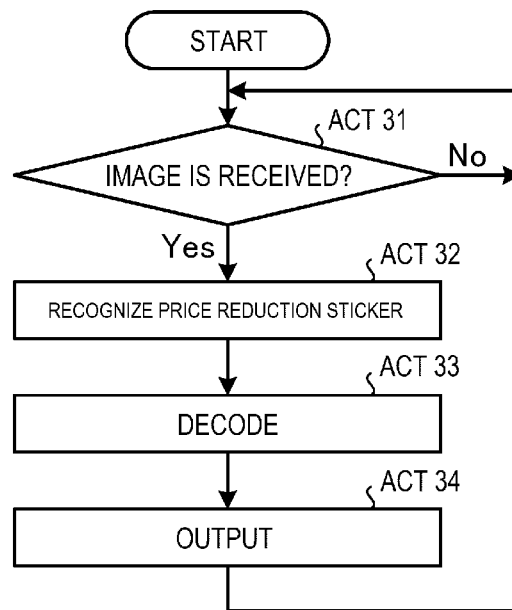 START
ACT 31
IMAGE IS RECEIVED?
No
Yes
ACT 32
RECOGNIZE PRICE REDUCTION STICKER
ACT 33
DECODE
ACT 34
OUTPUT